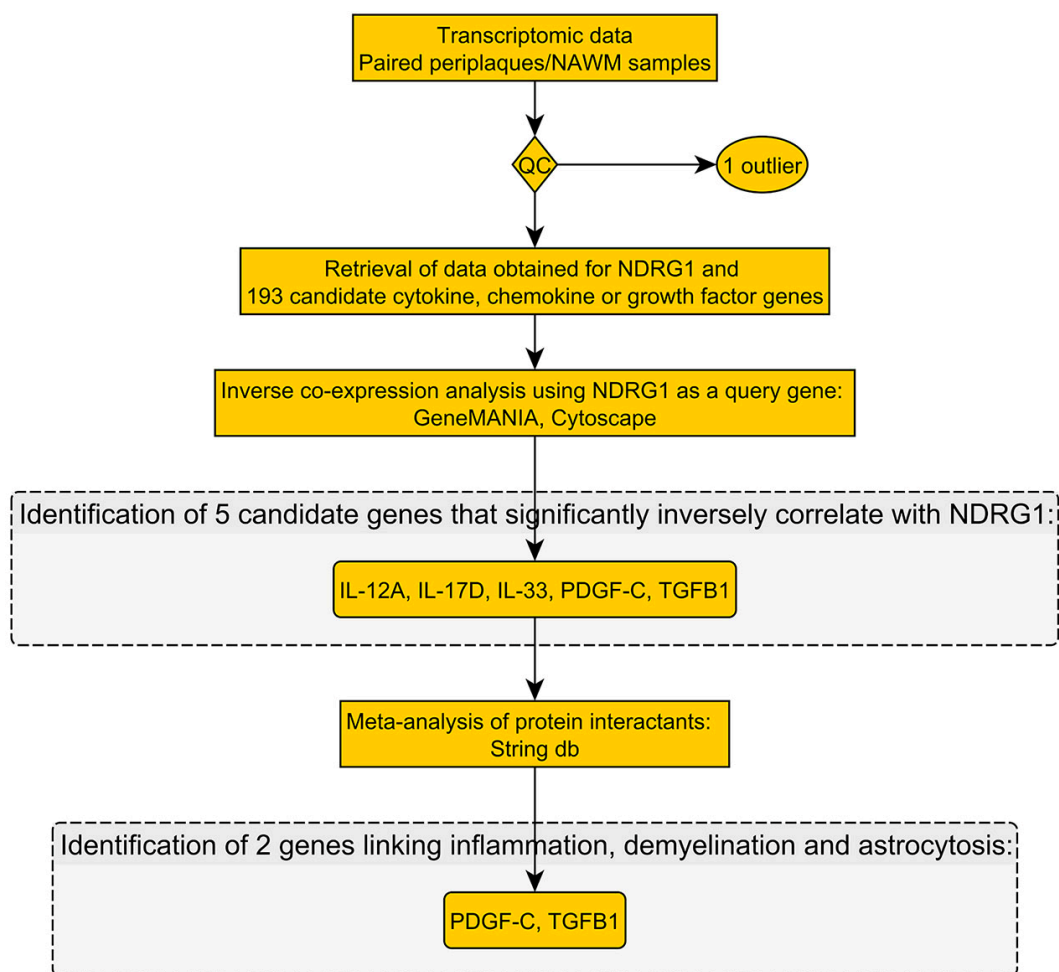 Transcriptomic data
Paired periplaques/NAWM samples
QC
1 outlier
Retrieval of data obtained for NDRG1 and
193 candidate cytokine, chemokine or growth factor genes
Inverse co-expression analysis using NDRG1 as a query gene:
GeneMANIA, Cytoscape
Identification of 5 candidate genes that significantly inversely correlate with NDRG1:
IL-12A, IL-17D, IL-33, PDGF-C, TGFB1
Meta-analysis of protein interactants:
String db
Identification of 2 genes linking inflammation, demyelination and astrocytosis:
PDGF-C, TGFB1